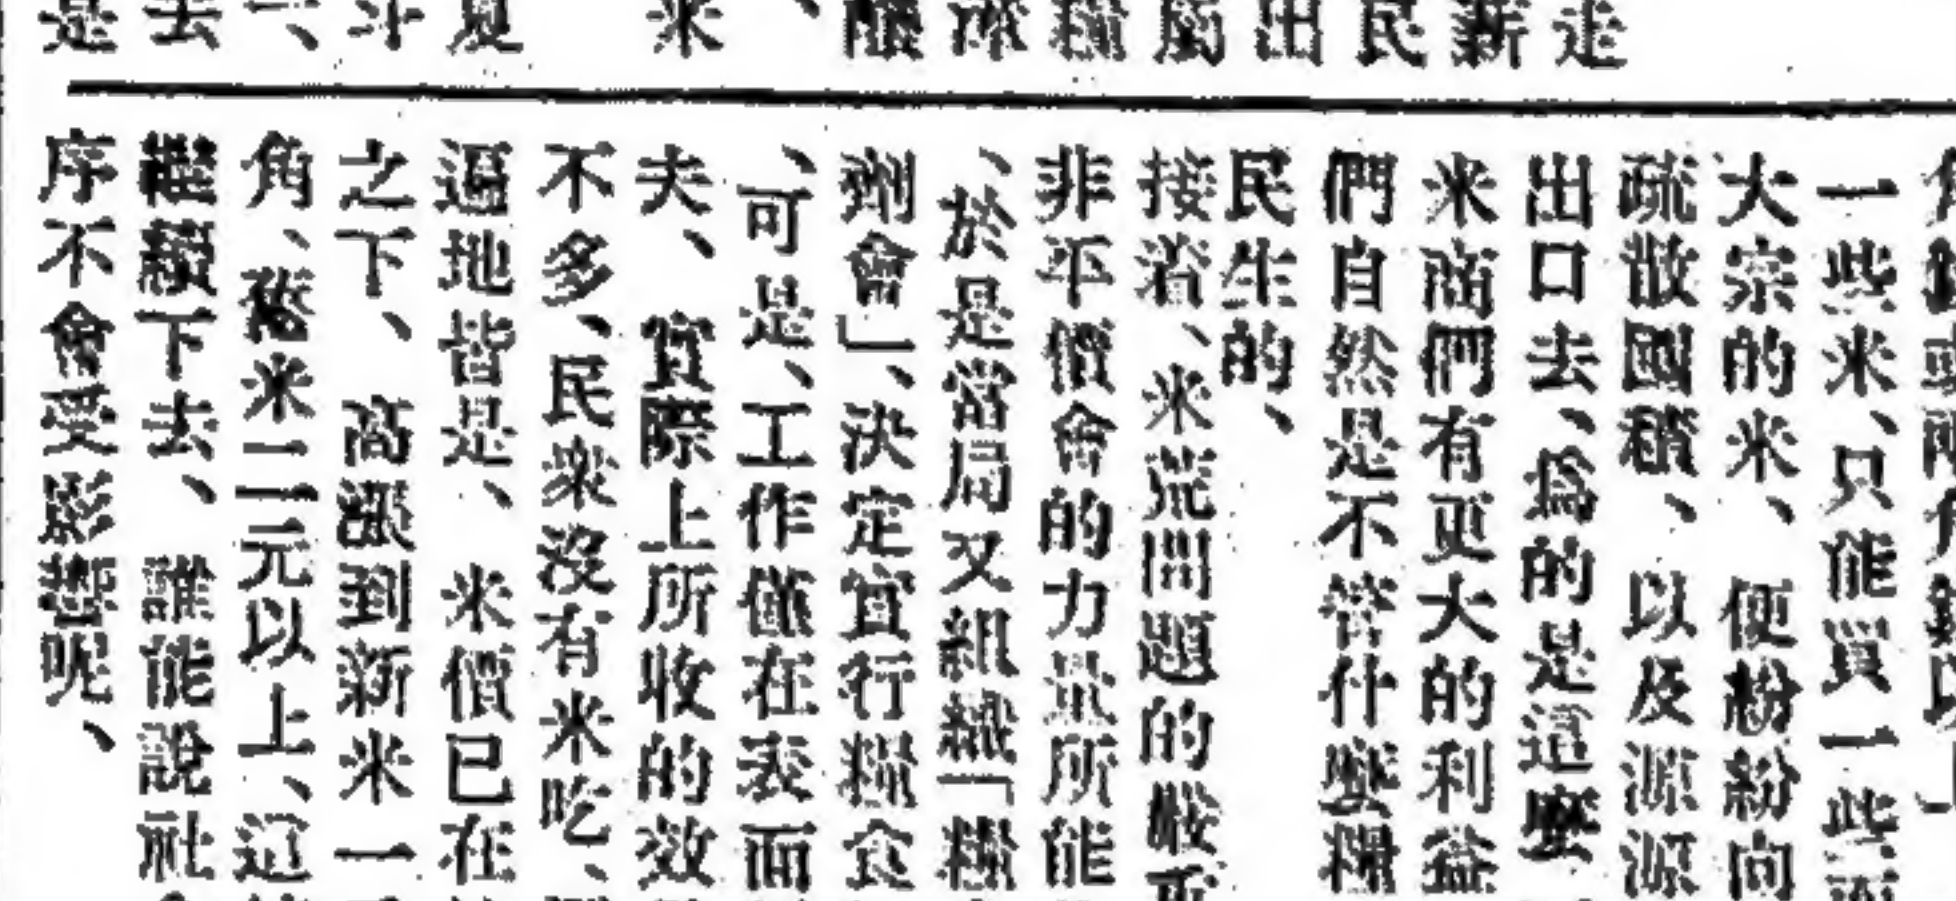 一些米、只能買一些
大宗的米、便紛紛向
疏散國積、以及源源
出口去、爲的是這麼
米商們有更大的利益
們自然是不管什麼糧
民生的、
接濟、米荒問題的嚴重
非平價會的力量所能
、於是當局又組織「糧
劑會」、決定實行糧食
、可是、工作僅在表面
夫、實際上所收的效
不多、民衆沒有米吃、
遍地皆是、米價已在
之下、高漲到新米一
角、米二元以上、這
繼續下去、誰能說社
序不會受影響呢、